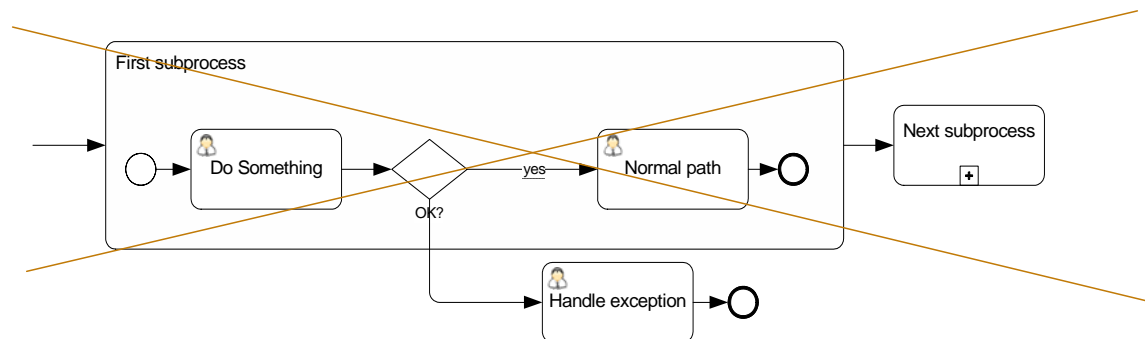 First subprocess
Do Something
OK?
yes
Normal path
Next subprocess
Handle exception